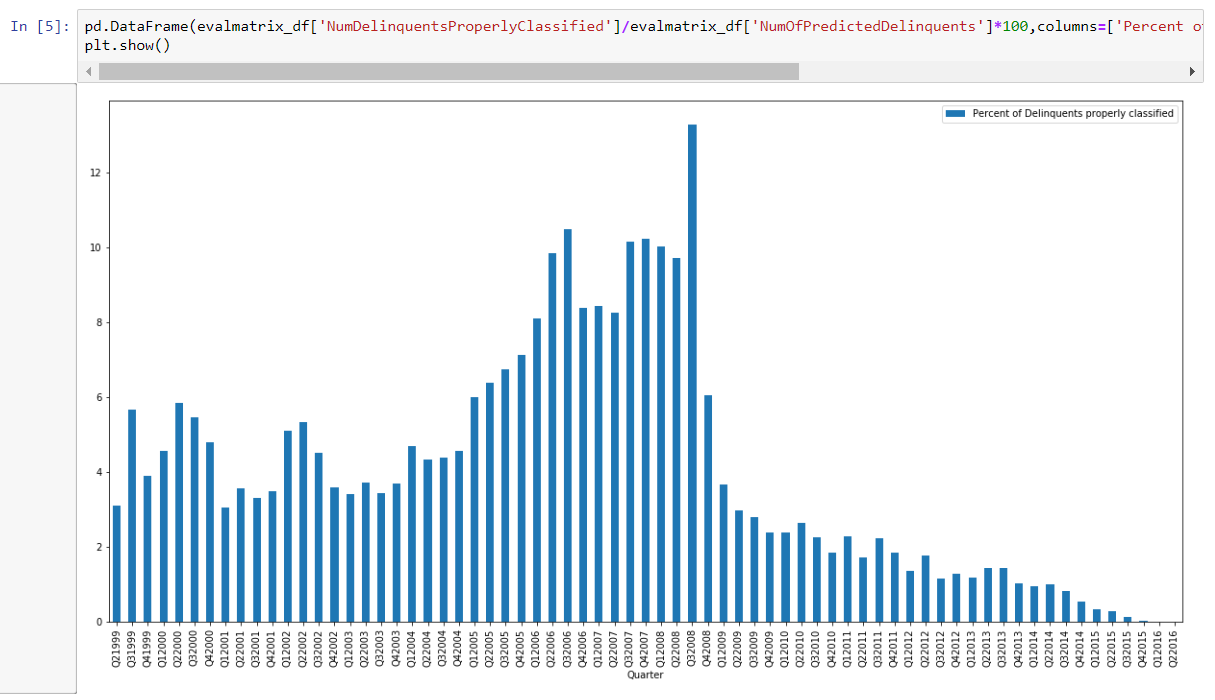 In [5]: pd.DataFrame(evalmatrix_df['NumDelinquentsProperlyClassified']/evalmatrix_df['NumOfPredictedDelinquents']*100,columns=['Percent o
plt.show()
Percent of Delinquents properly classified
12
10
8
6
4
2
0
Q21999 Q31999 Q41999 Q12000 Q22000 Q32000 Q42000 Q12001 Q22001 Q32001 Q42001 Q12002 Q22002 Q32002 Q42002 Q12003 Q22003 Q32003 Q42003 Q12004 Q22004 Q32004 Q42004 Q12005 Q22005 Q32005 Q42005 Q12006 Q22006 Q32006 Q42006 Q12007 Q22007 Q32007 Q42007 Q12008 Q22008 Q32008 Q42008 Q12009 Q22009 Q32009 Q42009 Q12010 Q22010 Q32010 Q42010 Q12011 Q22011 Q32011 Q42011 Q12012 Q22012 Q32012 Q42012 Q12013 Q22013 Q32013 Q42013 Q12014 Q22014 Q32014 Q42014 Q12015 Q22015 Q32015 Q42015 Q12016 Q22016
Quarter